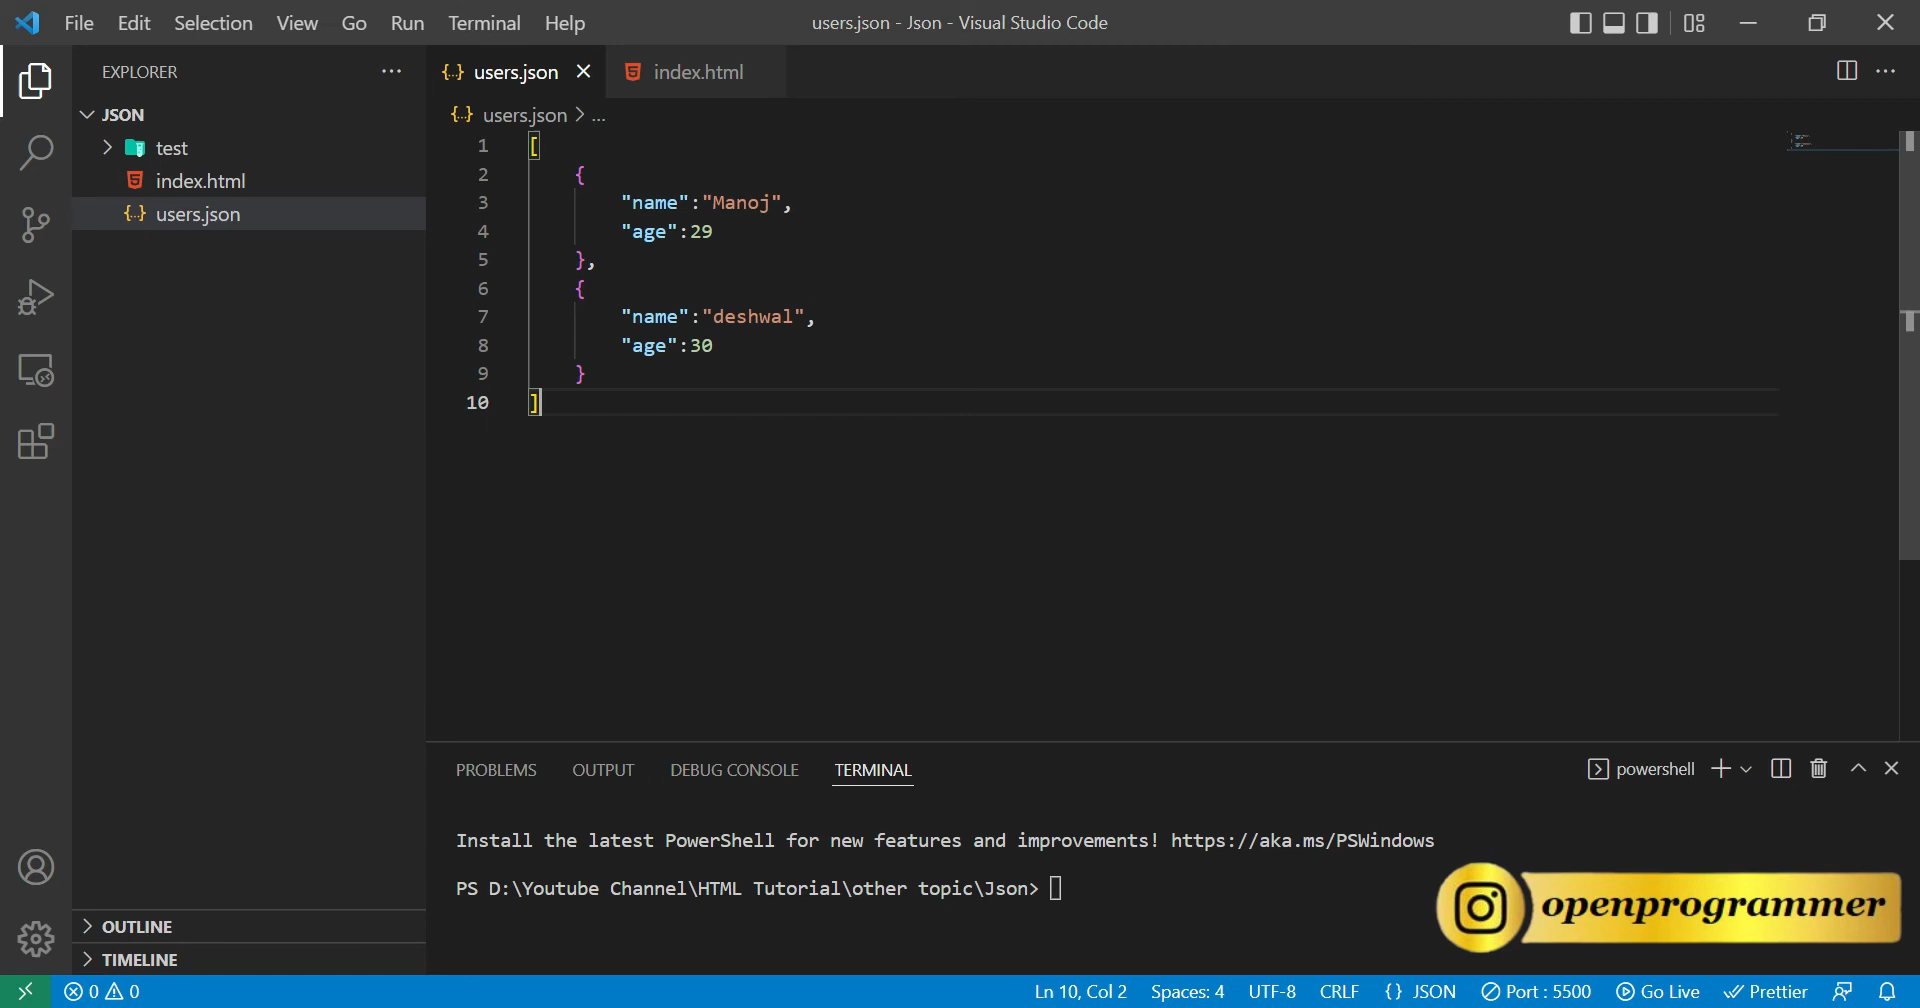 File Edit Selection View Go Run Terminal Help
users.json - Json - Visual Studio Code
EXPLORER
JSON
test
index.html
users.json
OUTLINE
TIMELINE
users.json index.html
users.json > ...
1 [
2 {
3 "name":"Manoj",
4 "age":29
5 },
6 {
7 "name":"deshwal",
8 "age":30
9 }
10 ]
PROBLEMS OUTPUT DEBUG CONSOLE TERMINAL
powershell
Install the latest PowerShell for new features and improvements! https://aka.ms/PSWindows
PS D:\Youtube Channel\HTML Tutorial\other topic\Json>
openprogrammer
0 0 Ln 10, Col 2 Spaces: 4 UTF-8 CRLF {} JSON Port : 5500 Go Live Prettier